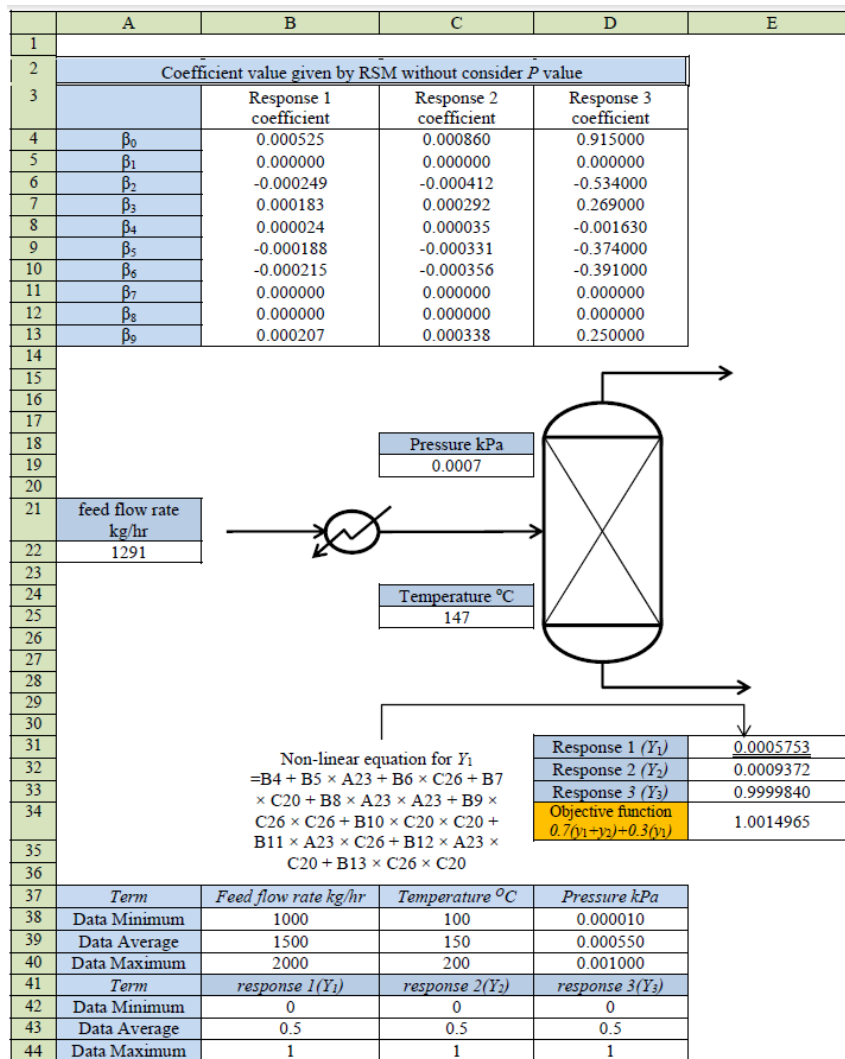 A B C D E
1
2 Coefficient value given by RSM without consider P value
3 Response 1 coefficient Response 2 coefficient Response 3 coefficient
4 β0 0.000525 0.000860 0.915000
5 β1 0.000000 0.000000 0.000000
6 β2 -0.000249 -0.000412 -0.534000
7 β3 0.000183 0.000292 0.269000
8 β4 0.000024 0.000035 -0.001630
9 β5 -0.000188 -0.000331 -0.374000
10 β6 -0.000215 -0.000356 -0.391000
11 β7 0.000000 0.000000 0.000000
12 β8 0.000000 0.000000 0.000000
13 β9 0.000207 0.000338 0.250000
14
15
16
17
18 Pressure kPa
19 0.0007
20
21 feed flow rate kg/hr
22 1291
23
24 Temperature °C
25 147
26
27
28
29
30
31 Response 1 (Y1) 0.0005753
32 Response 2 (Y2) 0.0009372
33 Response 3 (Y3) 0.9999840
34 Objective function 0.7(y1+y2)+0.3(y1) 1.0014965
35
36
Non-linear equation for Y1
=B4 + B5 × A23 + B6 × C26 + B7
× C20 + B8 × A23 × A23 + B9 ×
C26 × C26 + B10 × C20 × C20 +
B11 × A23 × C26 + B12 × A23 ×
C20 + B13 × C26 × C20
37 Term Feed flow rate kg/hr Temperature °C Pressure kPa
38 Data Minimum 1000 100 0.000010
39 Data Average 1500 150 0.000550
40 Data Maximum 2000 200 0.001000
41 Term response 1(Y1) response 2(Y2) response 3(Y3)
42 Data Minimum 0 0 0
43 Data Average 0.5 0.5 0.5
44 Data Maximum 1 1 1